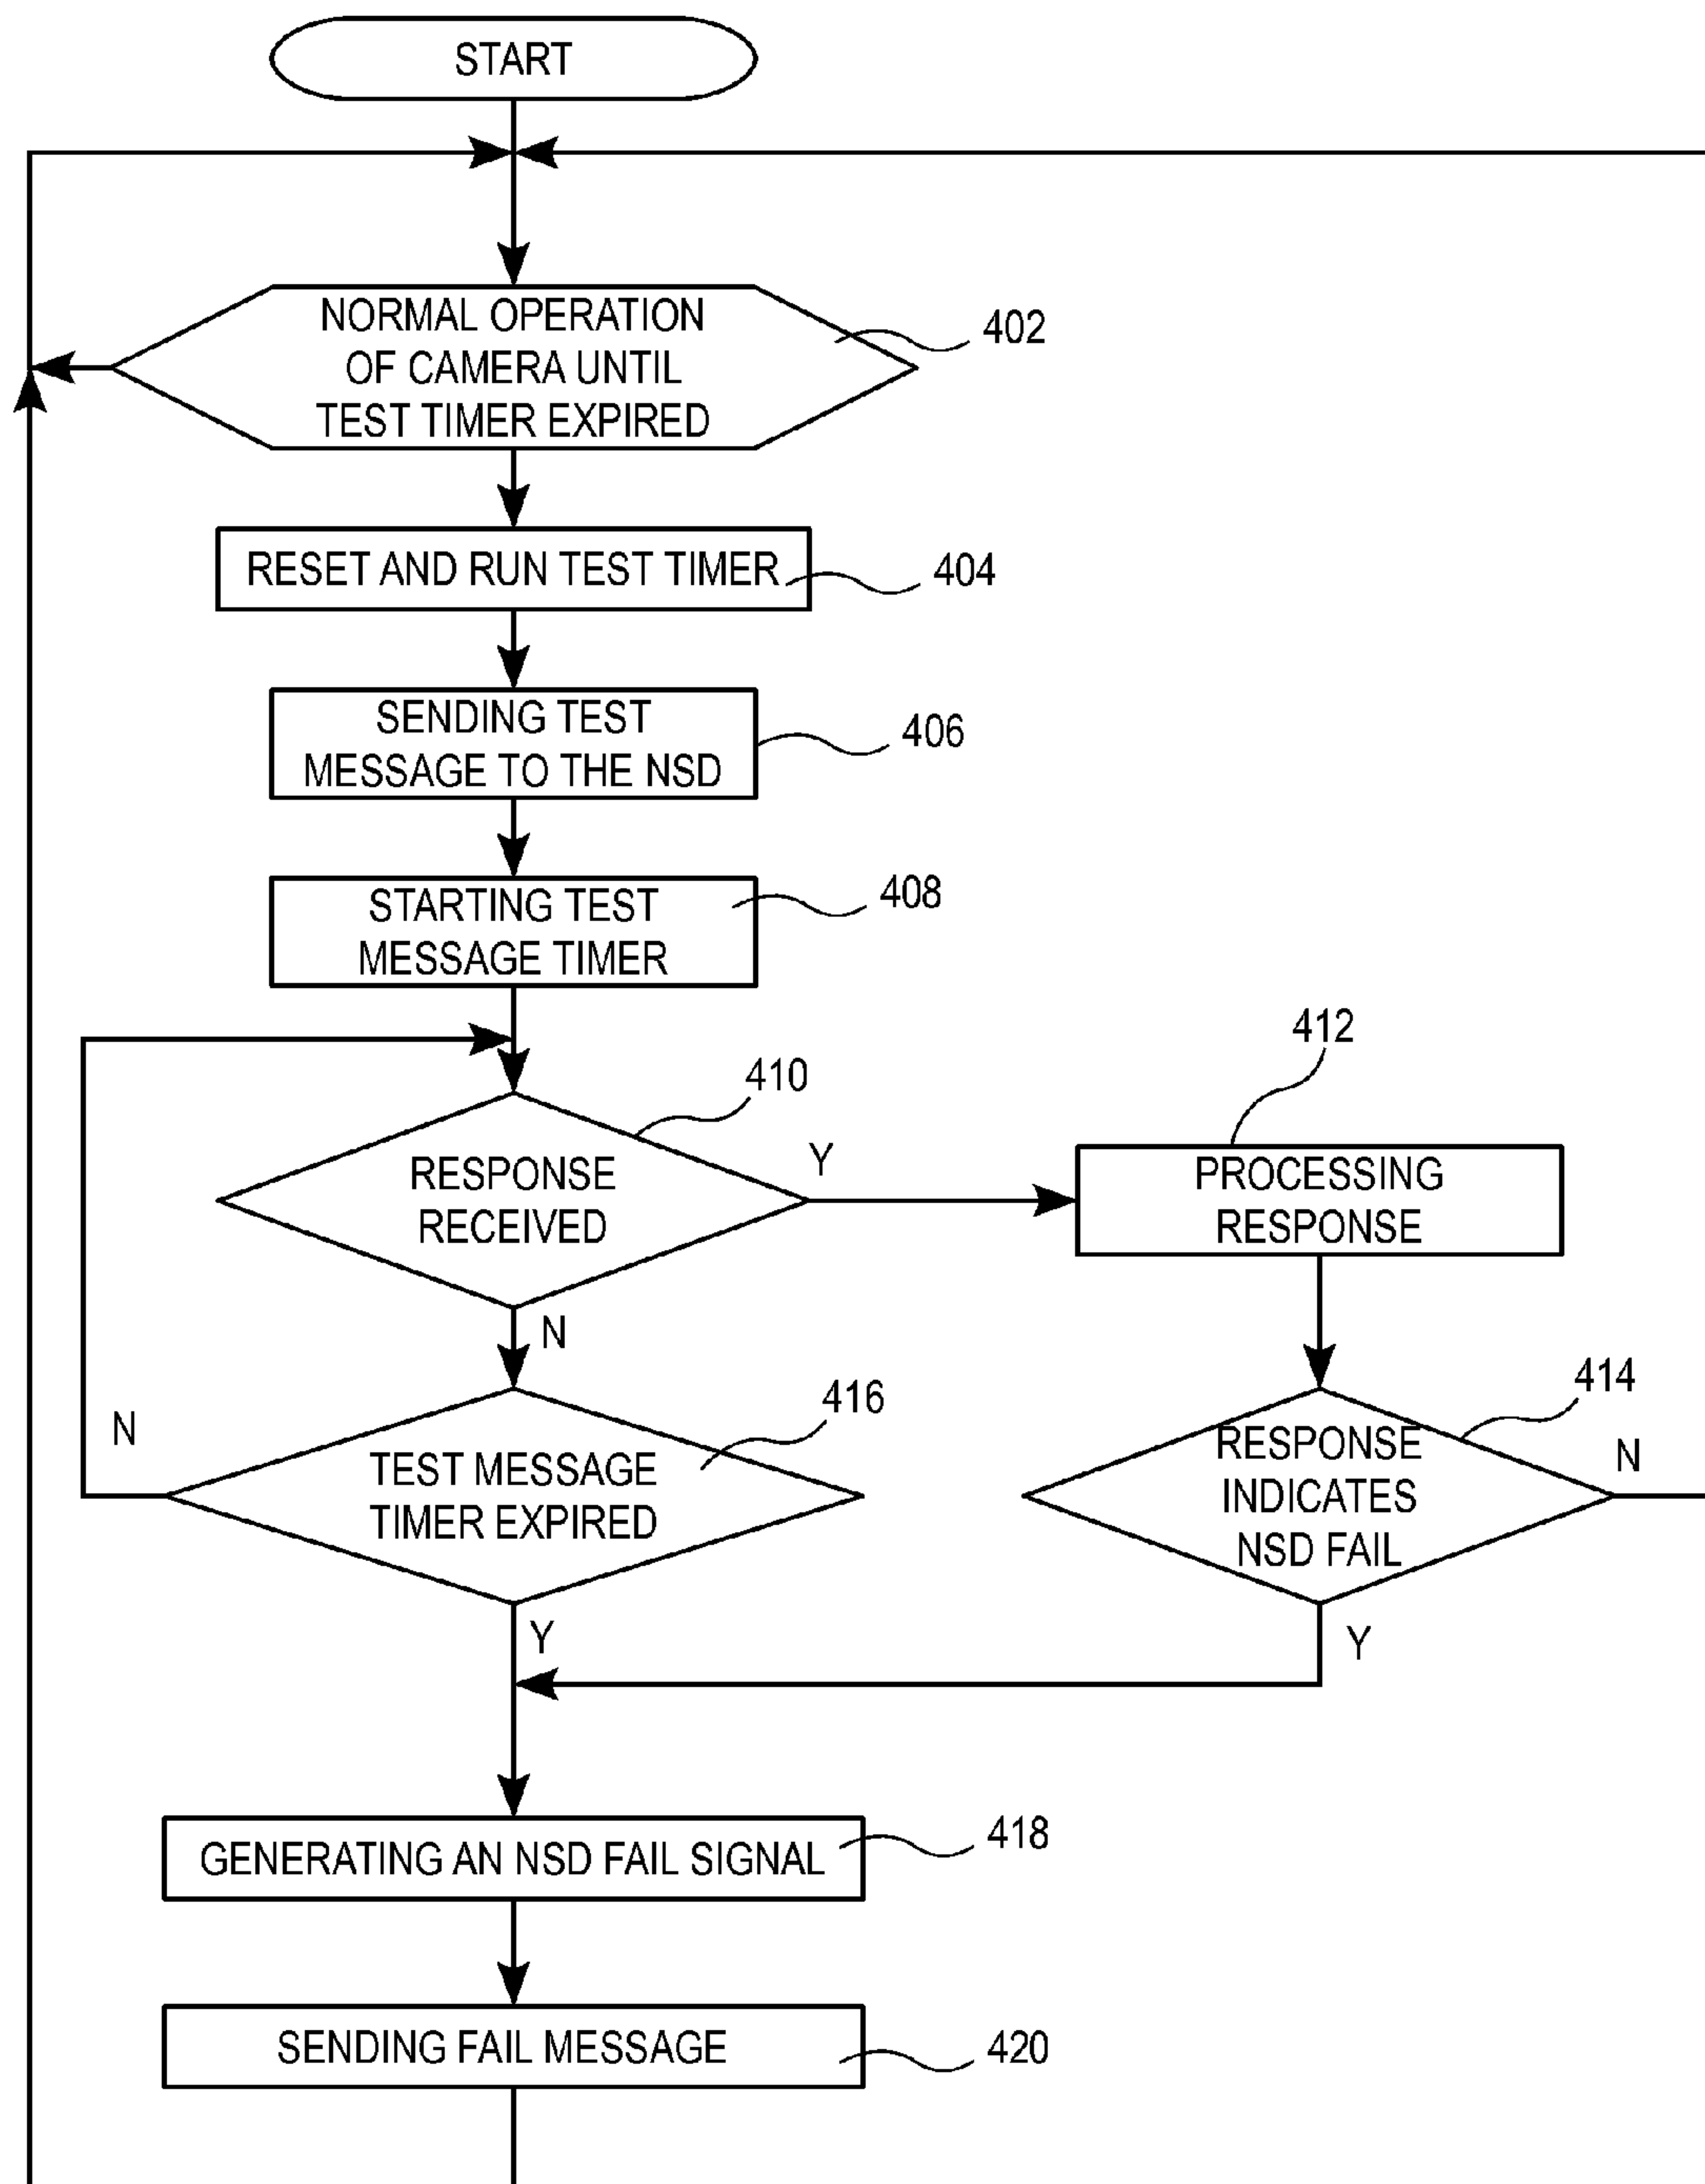 START
NORMAL OPERATION
OF CAMERA UNTIL
TEST TIMER EXPIRED
402
RESET AND RUN TEST TIMER
404
SENDING TEST
MESSAGE TO THE NSD
406
STARTING TEST
MESSAGE TIMER
408
RESPONSE
RECEIVED
410
Y
N
PROCESSING
RESPONSE
412
TEST MESSAGE
TIMER EXPIRED
416
N
Y
RESPONSE
INDICATES
NSD FAIL
414
N
Y
GENERATING AN NSD FAIL SIGNAL
418
SENDING FAIL MESSAGE
420